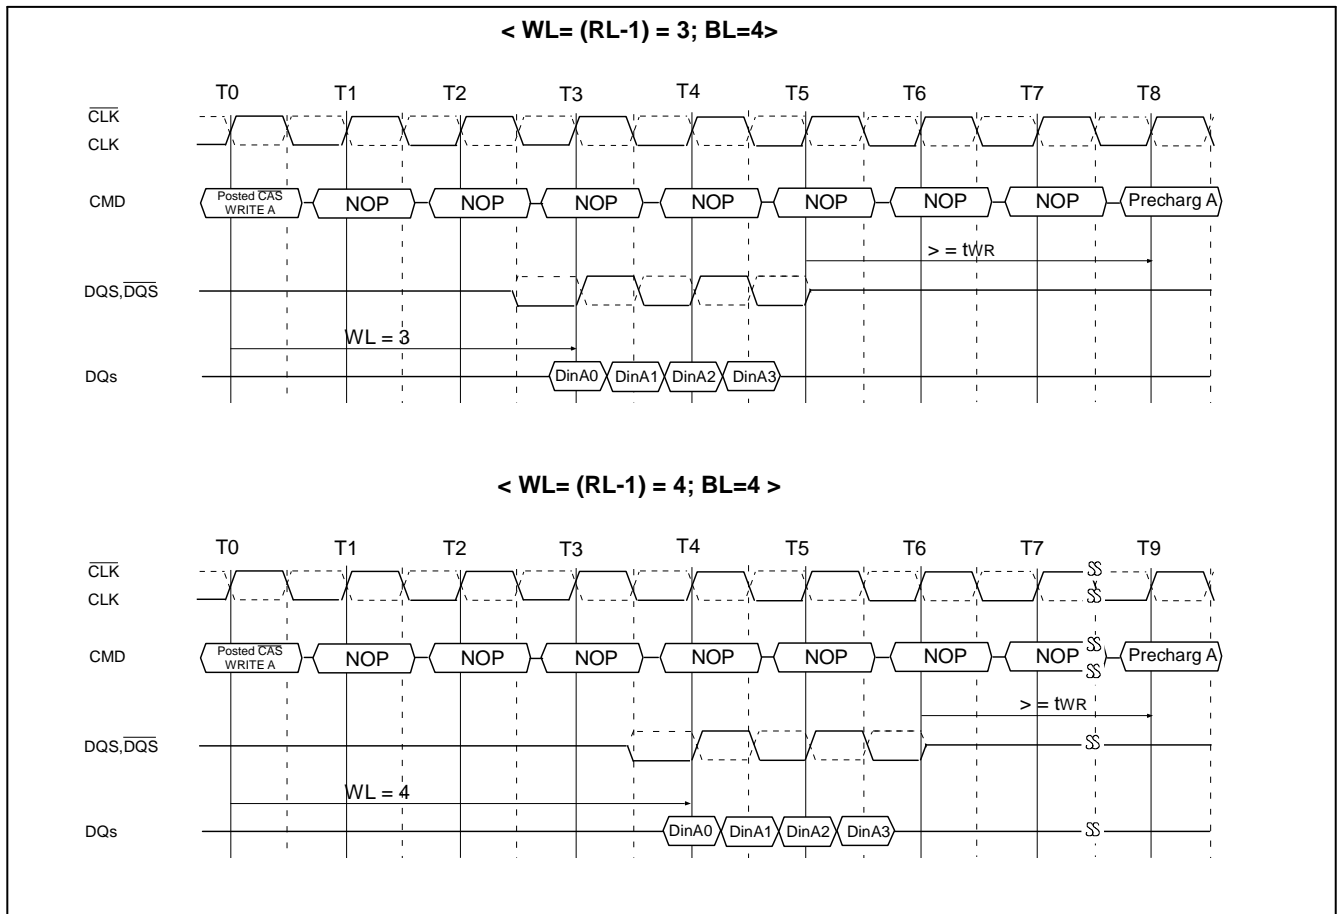 < WL= (RL-1) = 3; BL=4>
T0 T1 T2 T3 T4 T5 T6 T7 T8
CLK
CLK
CMD
Posted CAS
WRITE A
NOP NOP NOP NOP NOP NOP NOP Precharg A
> = tWR
DQS,DQS
WL = 3
DQs
DinA0 DinA1 DinA2 DinA3
< WL= (RL-1) = 4; BL=4 >
T0 T1 T2 T3 T4 T5 T6 T7 T9
CLK
CLK
CMD
Posted CAS
WRITE A
NOP NOP NOP NOP NOP NOP NOP Precharg A
> = tWR
DQS,DQS
WL = 4
DQs
DinA0 DinA1 DinA2 DinA3